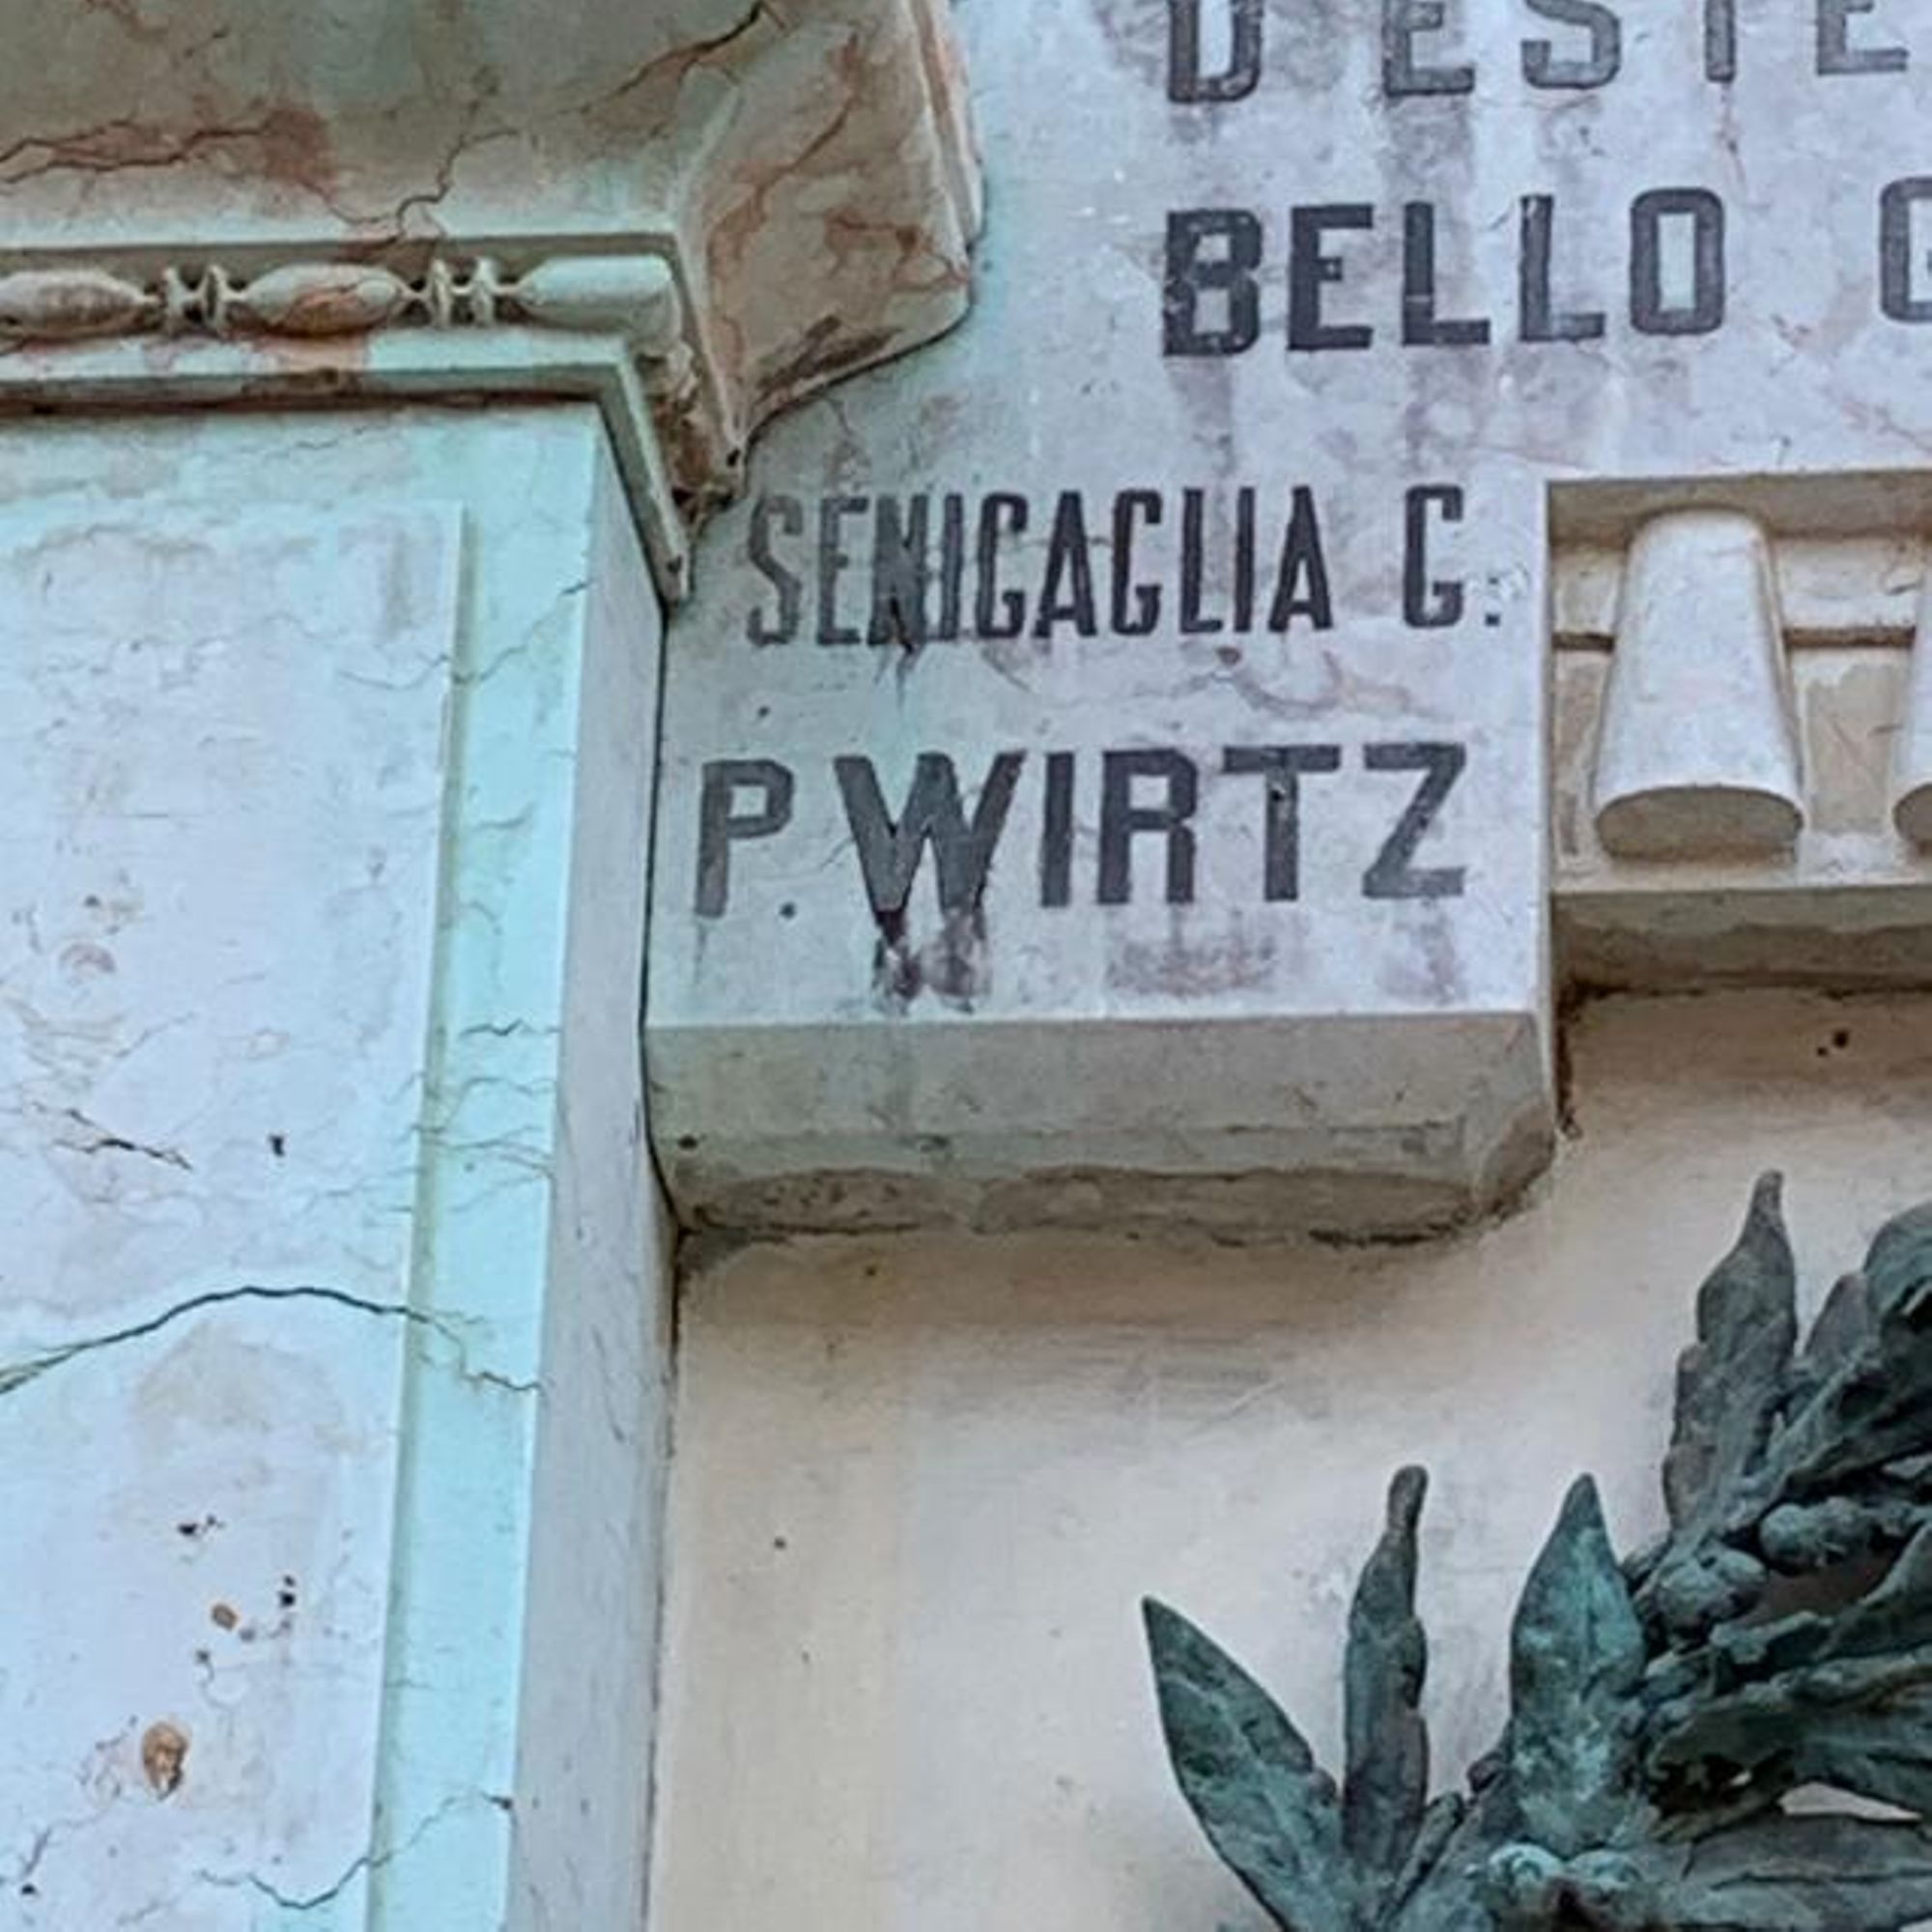 D'ESTE
BELLO G
SENIGAGLIA G.
P. WIRTZ